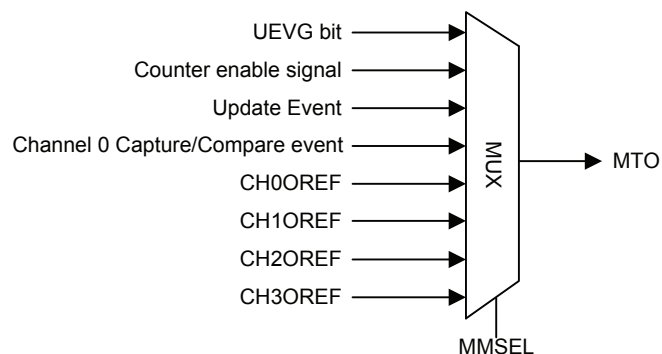 UEVG bit
Counter enable signal
Update Event
Channel 0 Capture/Compare event
CH0OREF
CH1OREF
CH2OREF
CH3OREF
MUX
MTO
MMSEL